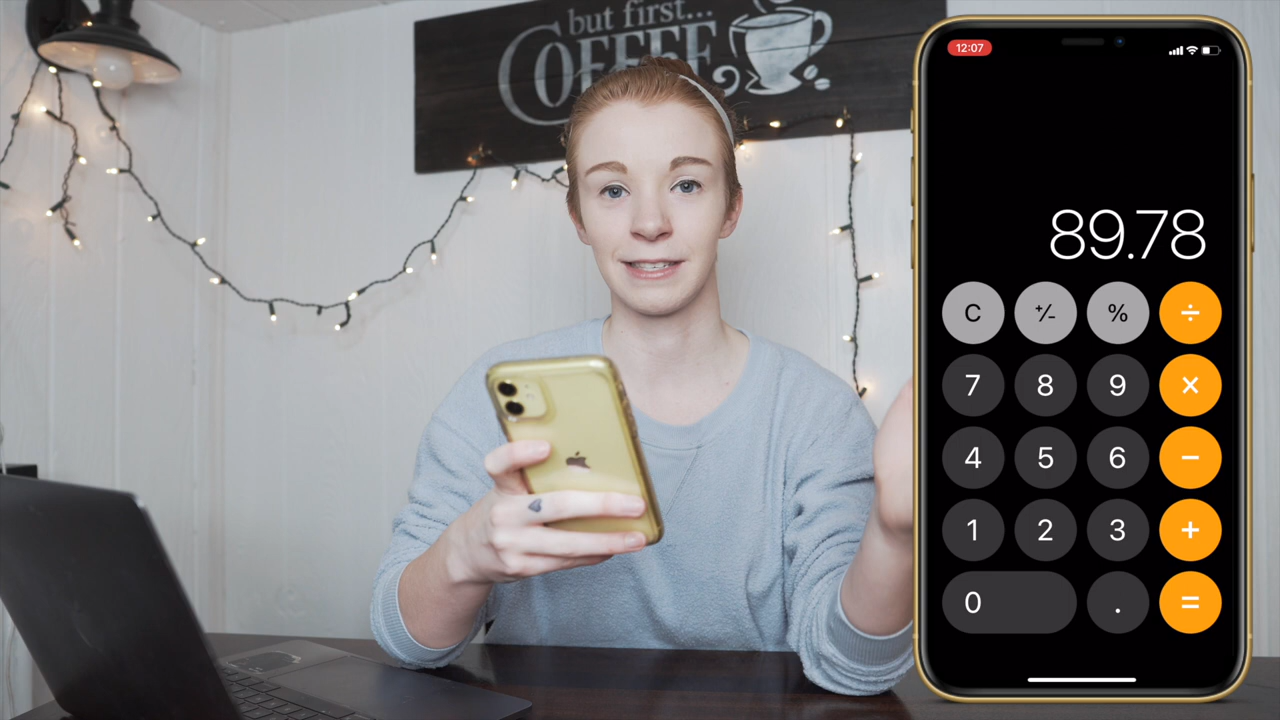 but first...
COFFEE
12:07
89.78
C +/- % ÷
7 8 9 ×
4 5 6 −
1 2 3 +
0 . =